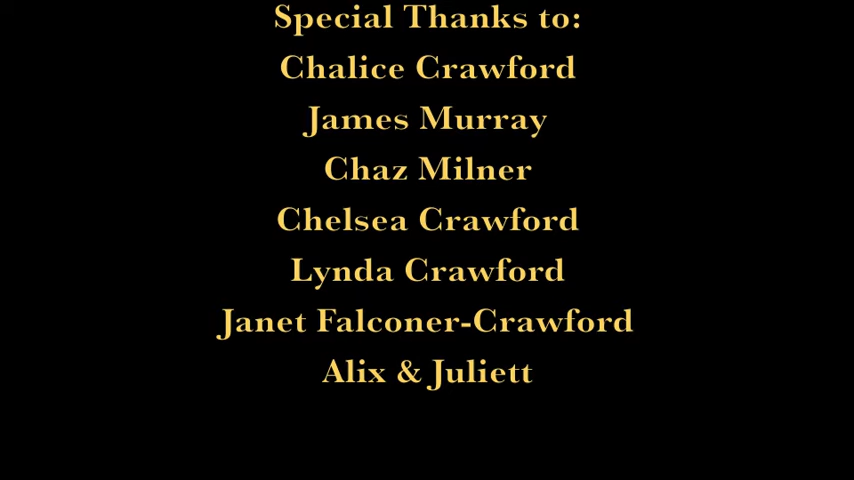 Special Thanks to:
Chalice Crawford
James Murray
Chaz Milner
Chelsea Crawford
Lynda Crawford
Janet Falconer-Crawford
Alix & Juliett